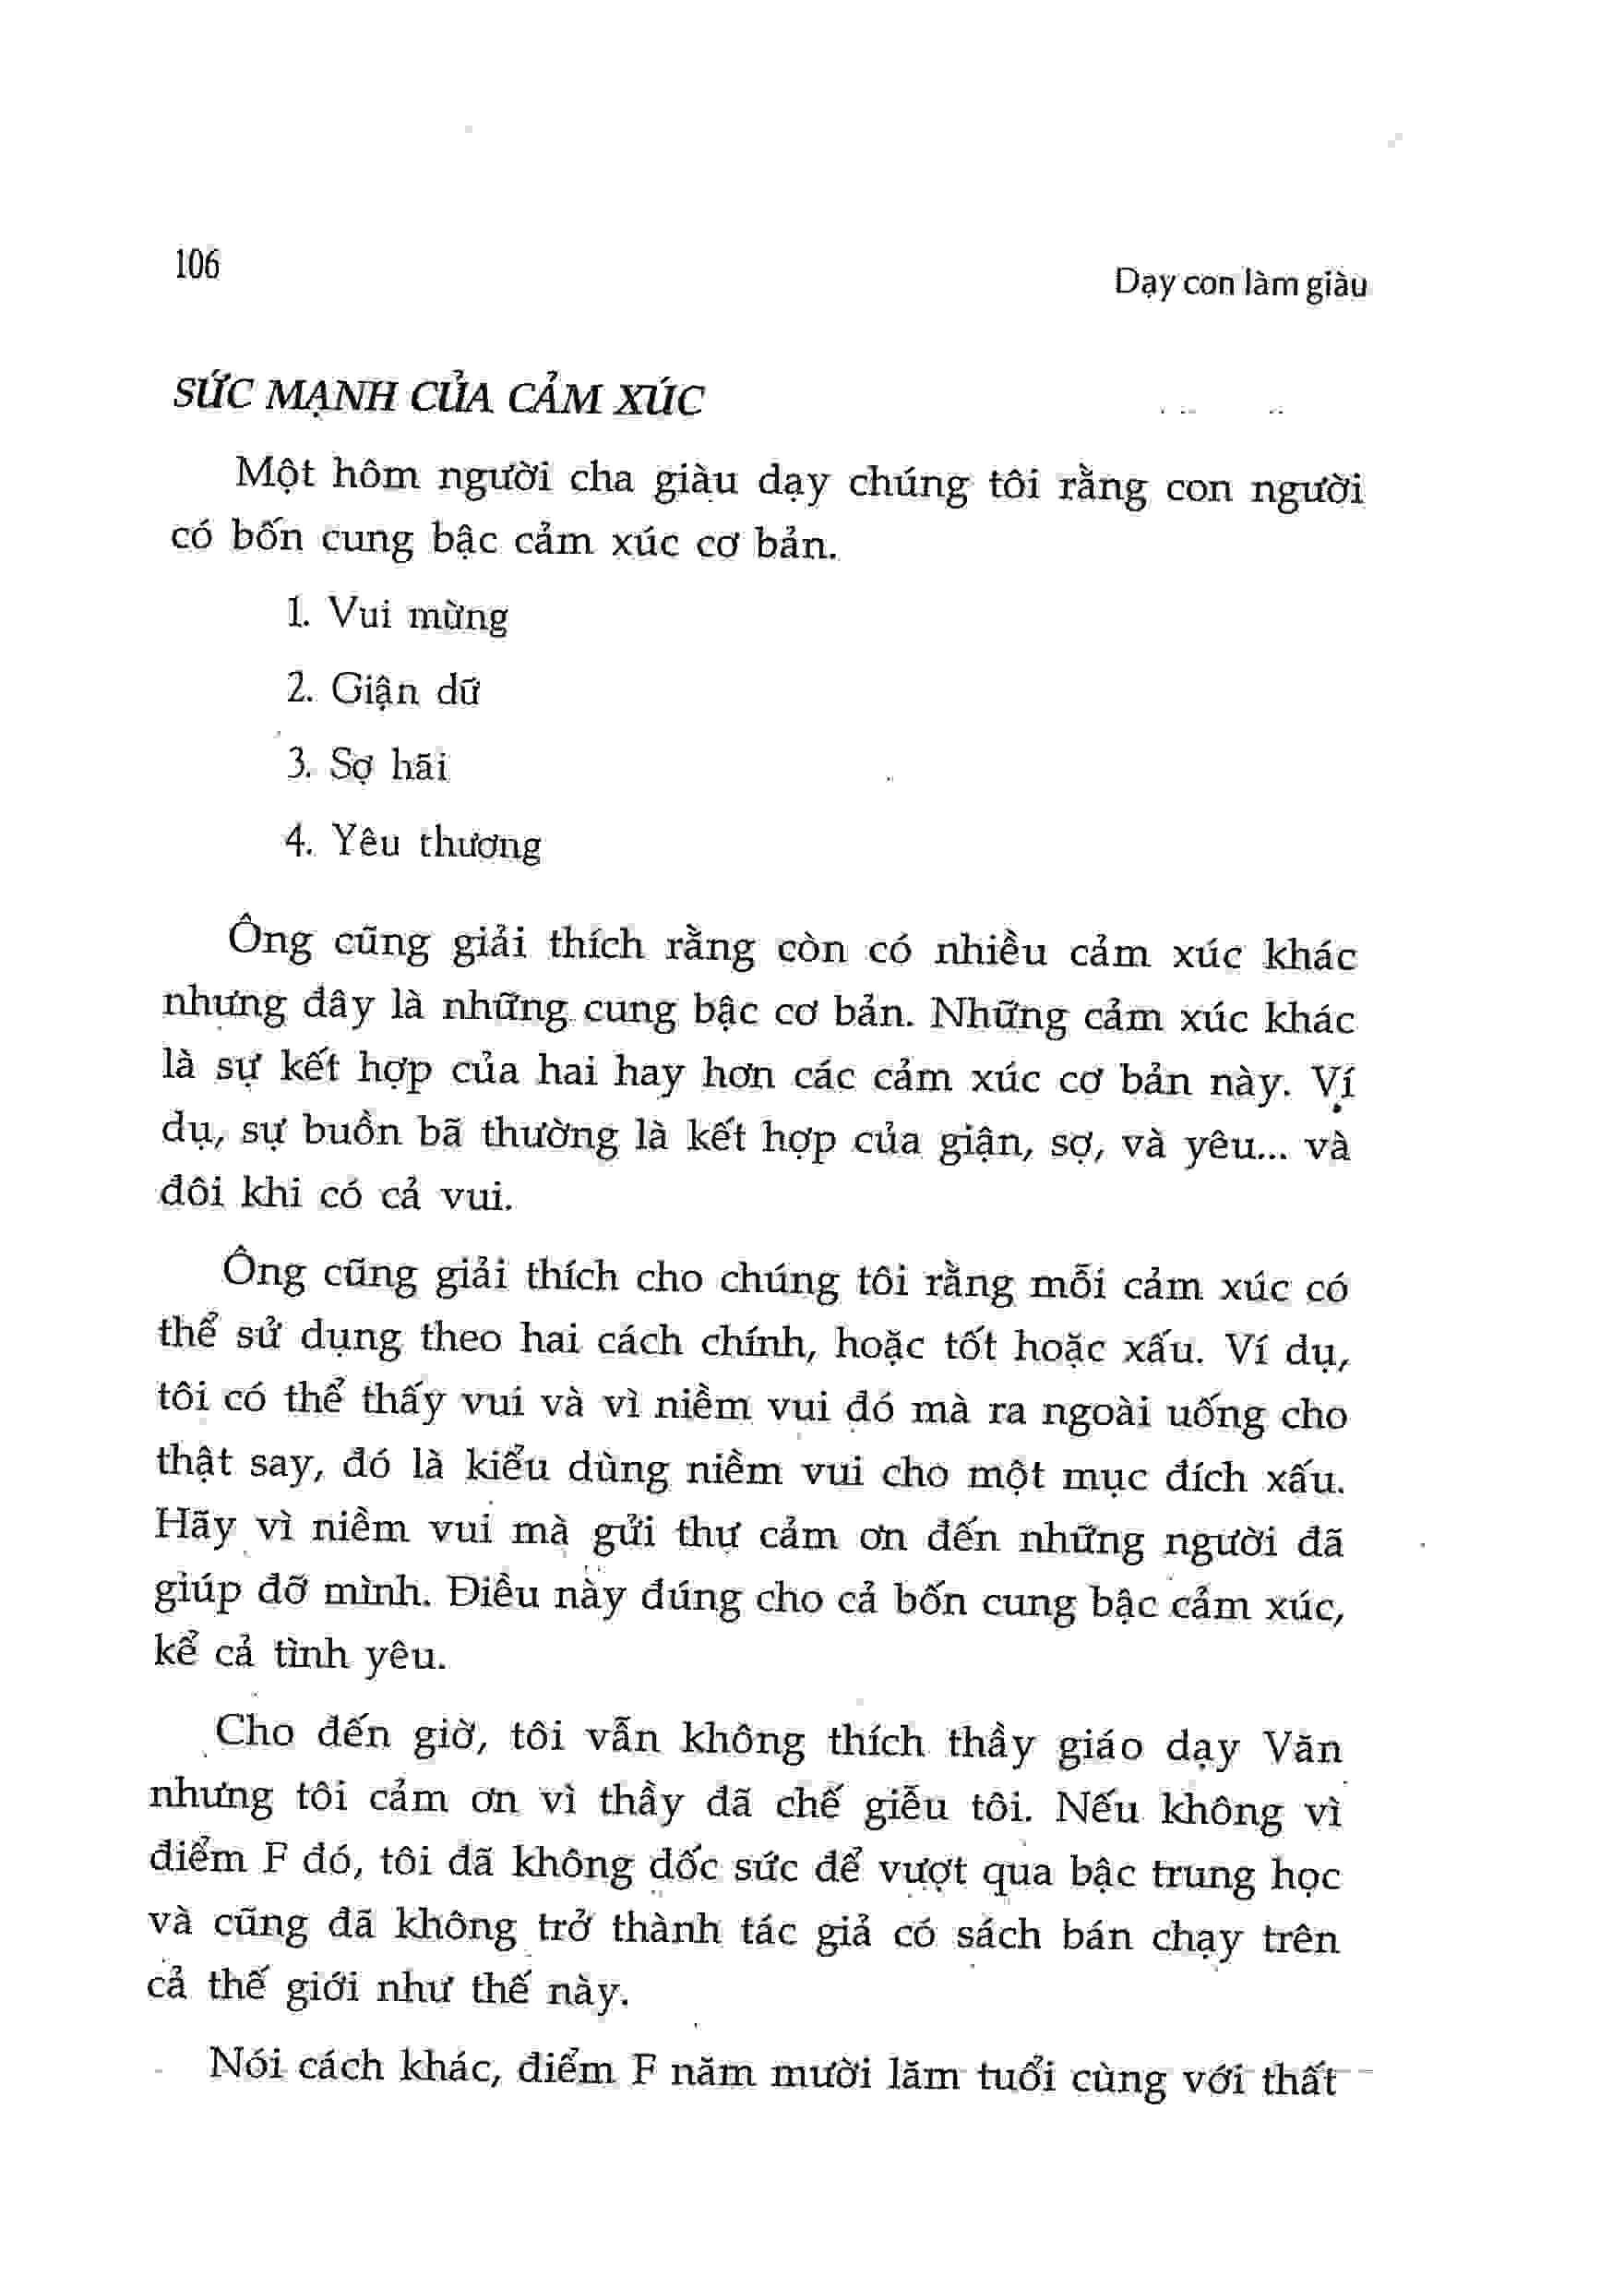 106
Dạy con làm giàu
SỨC MẠNH CỦA CẢM XÚC
Một hôm người cha giàu dạy chúng tôi rằng con người
có bốn cung bậc cảm xúc cơ bản.
1. Vui mừng
2. Giận dữ
3. Sợ hãi
4. Yêu thương
Ông cũng giải thích rằng còn có nhiều cảm xúc khác
nhưng đây là những cung bậc cơ bản. Những cảm xúc khác
là sự kết hợp của hai hay hơn các cảm xúc cơ bản này. Ví
dụ, sự buồn bã thường là kết hợp của giận, sợ, và yêu... và
đôi khi có cả vui.
Ông cũng giải thích cho chúng tôi rằng mỗi cảm xúc có
thể sử dụng theo hai cách chính, hoặc tốt hoặc xấu. Ví dụ,
tôi có thể thấy vui và vì niềm vui đó mà ra ngoài uống cho
thật say, đó là kiểu dùng niềm vui cho một mục đích xấu.
Hãy vì niềm vui mà gửi thư cảm ơn đến những người đã
giúp đỡ mình. Điều này đúng cho cả bốn cung bậc cảm xúc,
kể cả tình yêu.
Cho đến giờ, tôi vẫn không thích thầy giáo dạy Văn
nhưng tôi cảm ơn vì thầy đã chế giễu tôi. Nếu không vì
điểm F đó, tôi đã không dốc sức để vượt qua bậc trung học
và cũng đã không trở thành tác giả có sách bán chạy trên
cả thế giới như thế này.
Nói cách khác, điểm F năm mười lăm tuổi cùng với thất